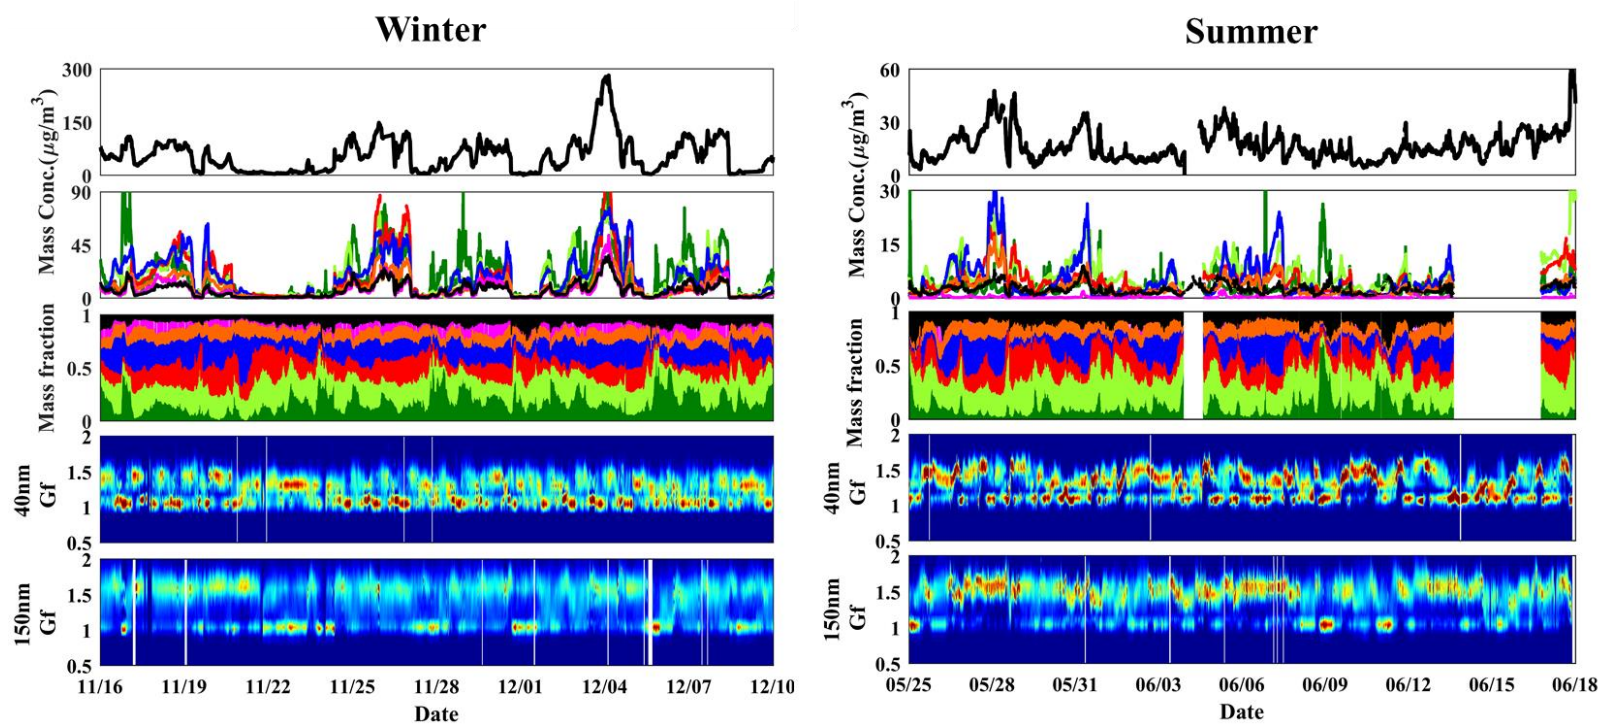 Winter
300
150
0
Mass Conc.(μg/m³)
90
45
0
Mass Conc.(μg/m³)
1
0.5
0
Mass fraction
2
1.5
1
0.5
40nm
Gf
2
1.5
1
0.5
150nm
Gf
11/16 11/19 11/22 11/25 11/28 12/01 12/04 12/07 12/10
Date
Summer
60
30
0
Mass Conc.(μg/m³)
30
15
0
Mass Conc.(μg/m³)
1
0.5
0
Mass fraction
2
1.5
1
0.5
40nm
Gf
2
1.5
1
0.5
150nm
Gf
05/25 05/28 05/31 06/03 06/06 06/09 06/12 06/15 06/18
Date